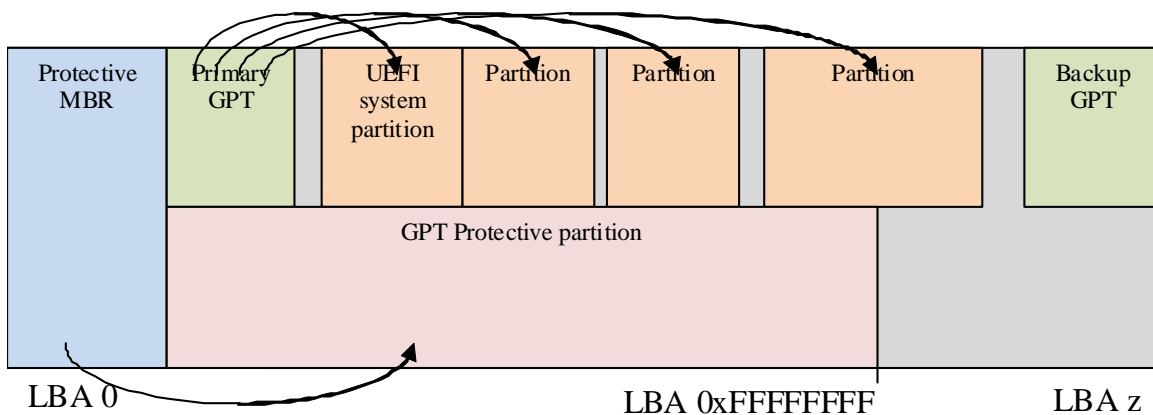 Protective
MBR
Primary
GPT
UEFI
system
partition
Partition
Partition
Partition
Backup
GPT
GPT Protective partition
LBA 0
LBA 0xFFFFFFFF
LBA z